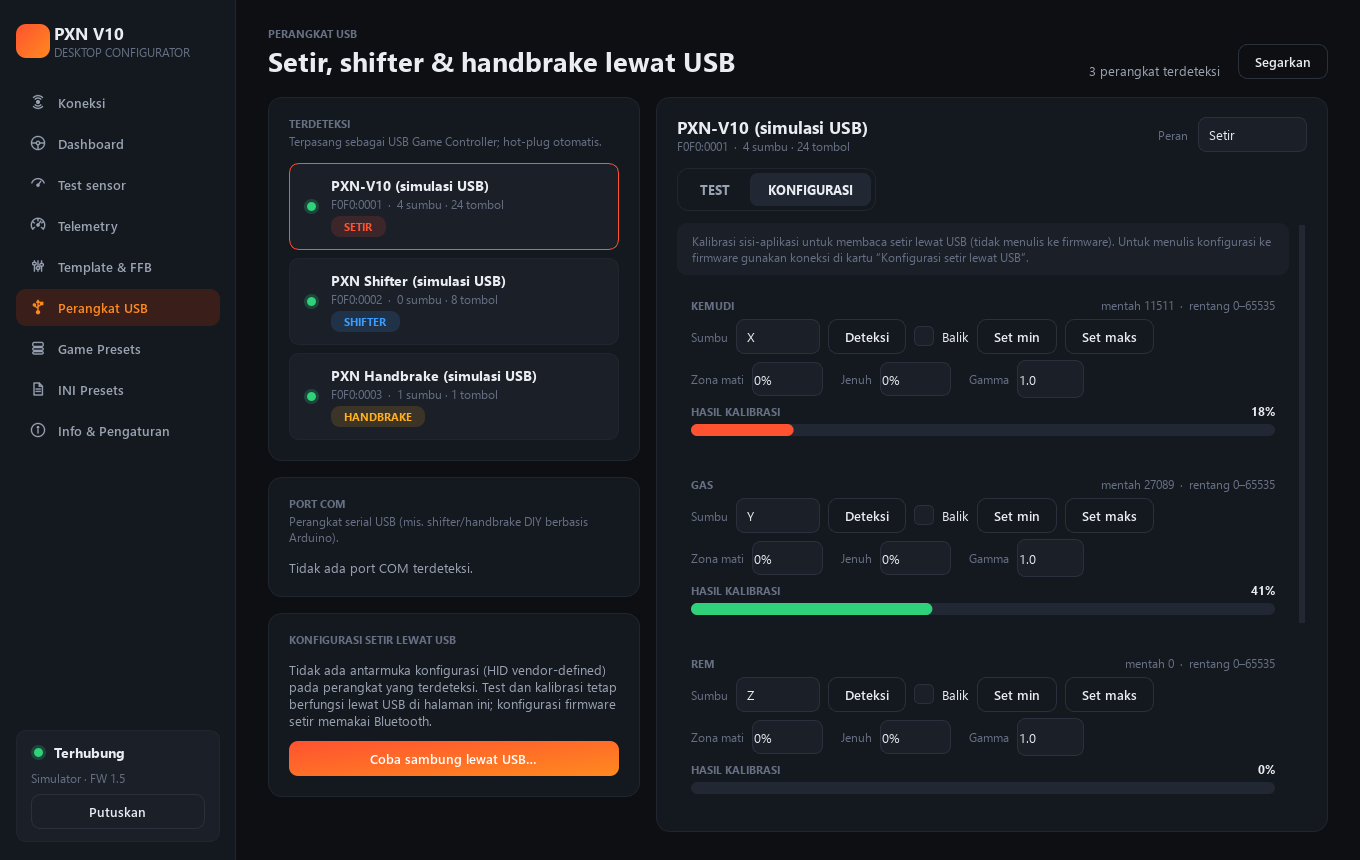 PXN V10
DESKTOP CONFIGURATOR
Koneksi
Dashboard
Test sensor
Telemetry
Template & FFB
Perangkat USB
Game Presets
INI Presets
Info & Pengaturan
Terhubung
Simulator · FW 1.5
Putuskan
PERANGKAT USB
Setir, shifter & handbrake lewat USB
3 perangkat terdeteksi
Segarkan
TERDETEKSI
Terpasang sebagai USB Game Controller; hot-plug otomatis.
PXN-V10 (simulasi USB)
F0F0:0001 · 4 sumbu · 24 tombol
SETIR
PXN Shifter (simulasi USB)
F0F0:0002 · 0 sumbu · 8 tombol
SHIFTER
PXN Handbrake (simulasi USB)
F0F0:0003 · 1 sumbu · 1 tombol
HANDBRAKE
PORT COM
Perangkat serial USB (mis. shifter/handbrake DIY berbasis
Arduino).
Tidak ada port COM terdeteksi.
KONFIGURASI SETIR LEWAT USB
Tidak ada antarmuka konfigurasi (HID vendor-defined)
pada perangkat yang terdeteksi. Test dan kalibrasi tetap
berfungsi lewat USB di halaman ini; konfigurasi firmware
setir memakai Bluetooth.
Coba sambung lewat USB...
PXN-V10 (simulasi USB)
F0F0:0001 · 4 sumbu · 24 tombol
Peran Setir
TEST KONFIGURASI
Kalibrasi sisi-aplikasi untuk membaca setir lewat USB (tidak menulis ke firmware). Untuk menulis konfigurasi ke
firmware gunakan koneksi di kartu “Konfigurasi setir lewat USB”.
KEMUDI mentah 11511 · rentang 0–65535
Sumbu X Deteksi Balik Set min Set maks
Zona mati 0% Jenuh 0% Gamma 1.0
HASIL KALIBRASI 18%
GAS mentah 27089 · rentang 0–65535
Sumbu Y Deteksi Balik Set min Set maks
Zona mati 0% Jenuh 0% Gamma 1.0
HASIL KALIBRASI 41%
REM mentah 0 · rentang 0–65535
Sumbu Z Deteksi Balik Set min Set maks
Zona mati 0% Jenuh 0% Gamma 1.0
HASIL KALIBRASI 0%